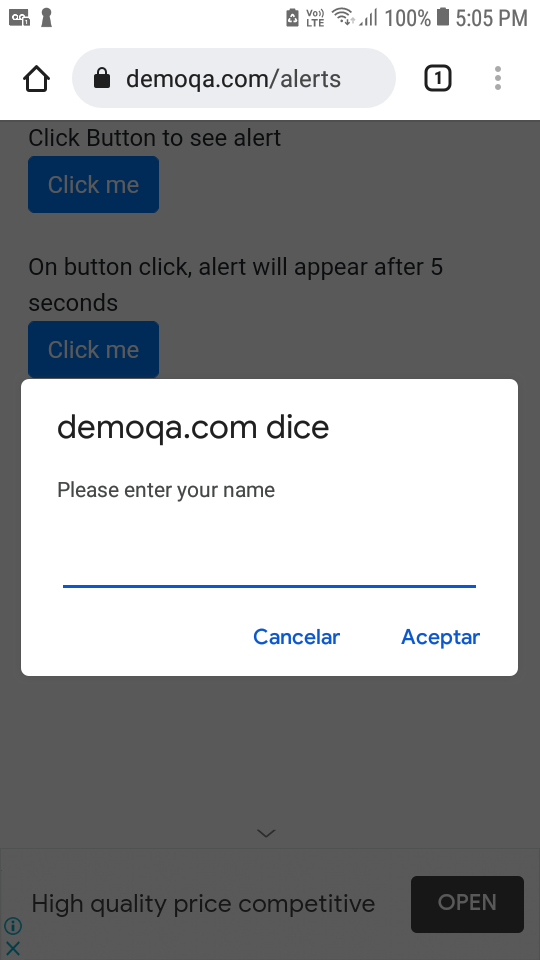 Vo) 100% 5:05 PM
LTE
demoqa.com/alerts 1
Click Button to see alert
Click me
On button click, alert will appear after 5
seconds
Click me
demoqa.com dice
Please enter your name
Cancelar Aceptar
High quality price competitive OPEN